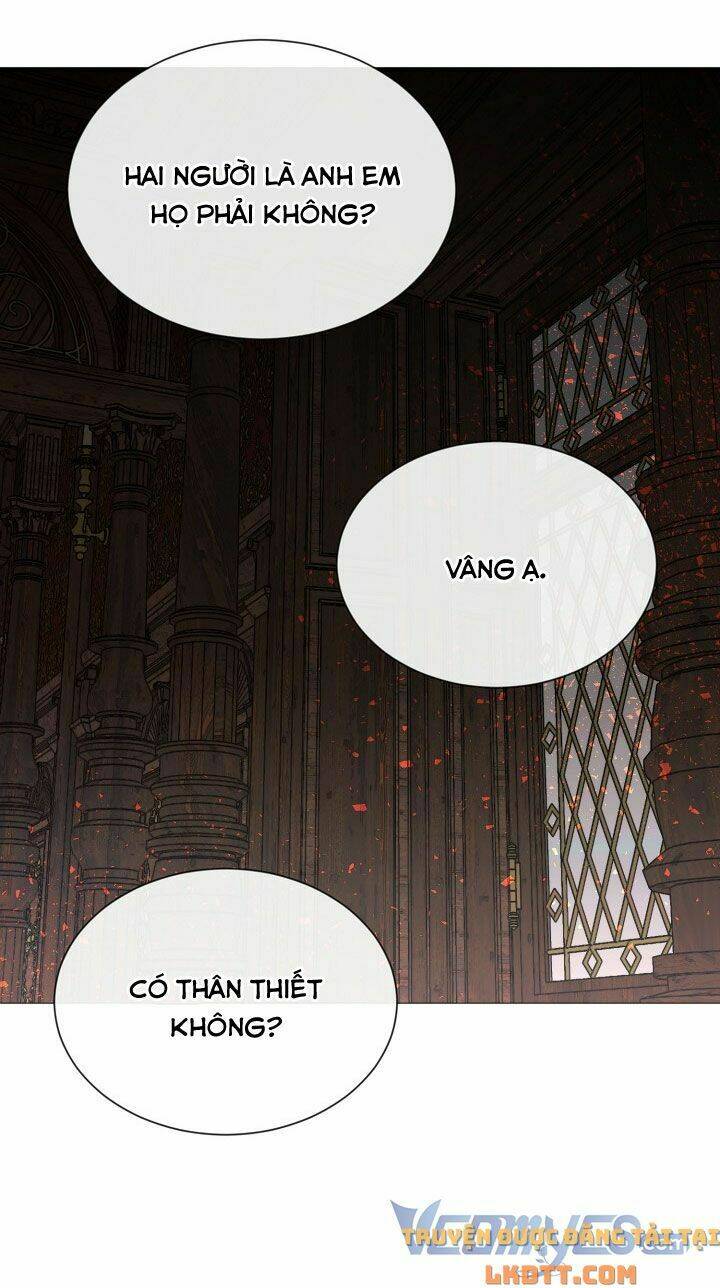 HAI NGƯỜI LÀ ANH EM
HỌ PHẢI KHÔNG?
VÂNG Ạ.
CÓ THÂN THIẾT
KHÔNG?
TRUYỆN ĐƯỢC ĐĂNG TẢI TẠI
LKDTT.COM